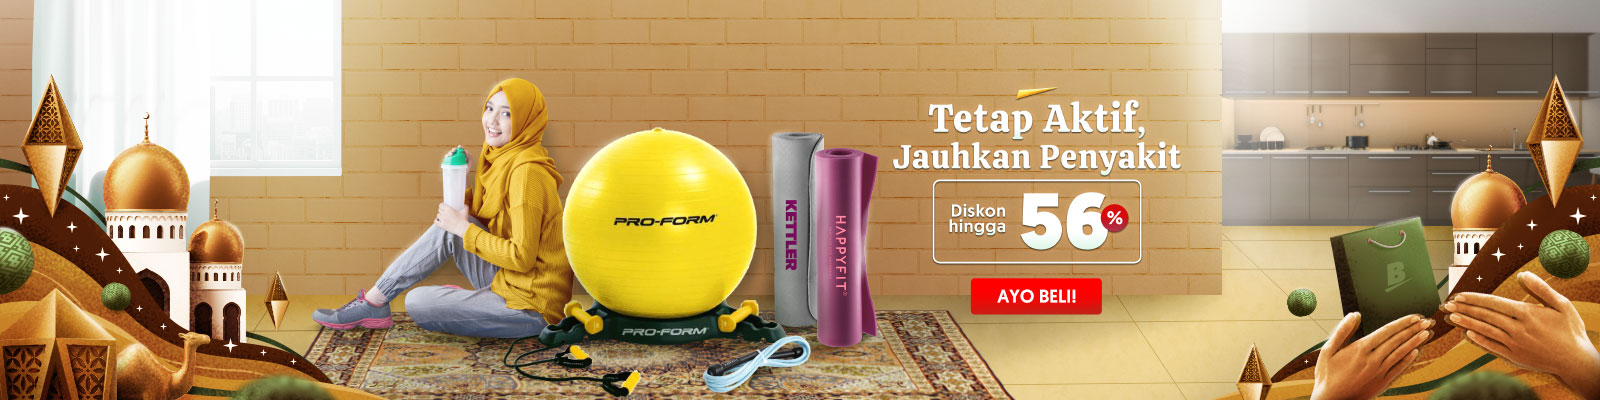 Tetap Aktif,
Jauhkan Penyakit
Diskon
hingga
56%
AYO BELI!
PRO-FORM®
PRO-FORM®
KETTLER
HAPPYFIT®
B